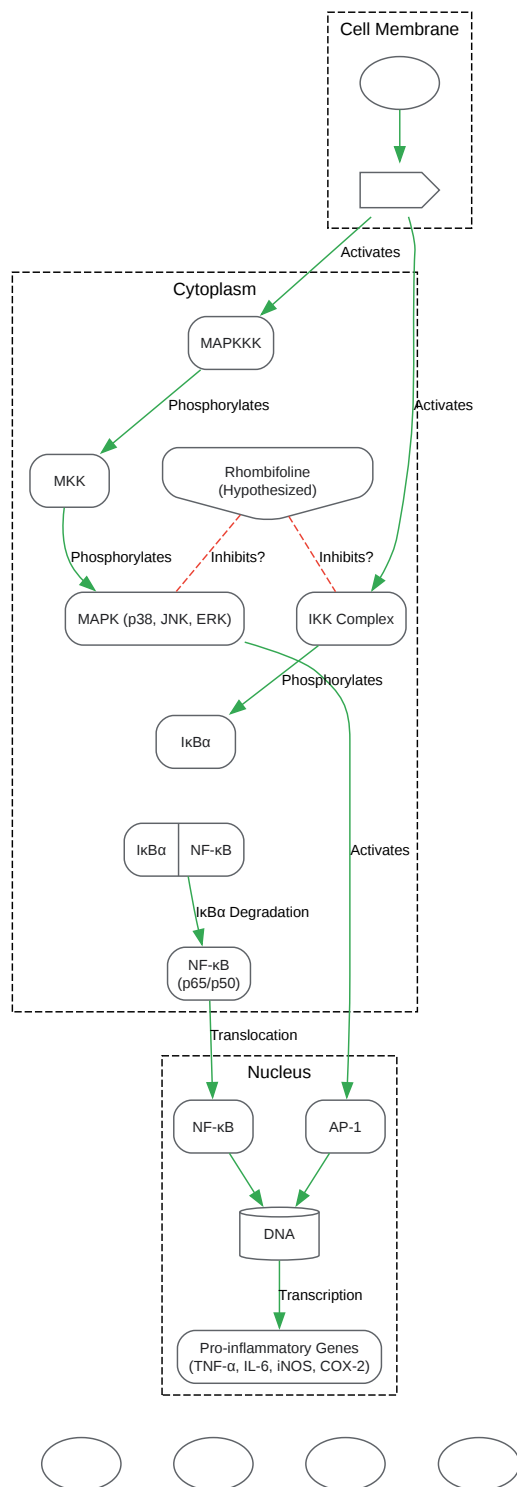 Cell Membrane
Activates
Cytoplasm
MAPKKK
Phosphorylates
Activates
MKK
Rhombifoline
(Hypothesized)
Phosphorylates
Inhibits?
Inhibits?
MAPK (p38, JNK, ERK)
IKK Complex
Phosphorylates
IκBα
IκBα
NF-κB
Activates
IκBα Degradation
NF-κB
(p65/p50)
Translocation
Nucleus
NF-κB
AP-1
DNA
Transcription
Pro-inflammatory Genes
(TNF-α, IL-6, iNOS, COX-2)